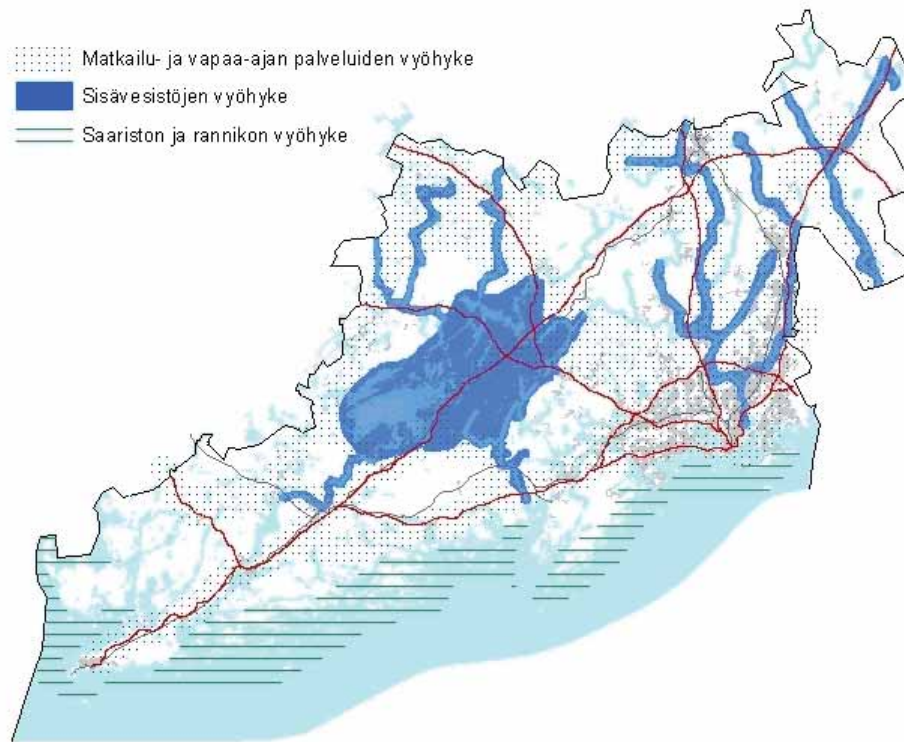 Matkailu- ja vapaa-ajan palveluiden vyöhyke
Sisävesistöjen vyöhyke
Saariston ja rannikon vyöhyke